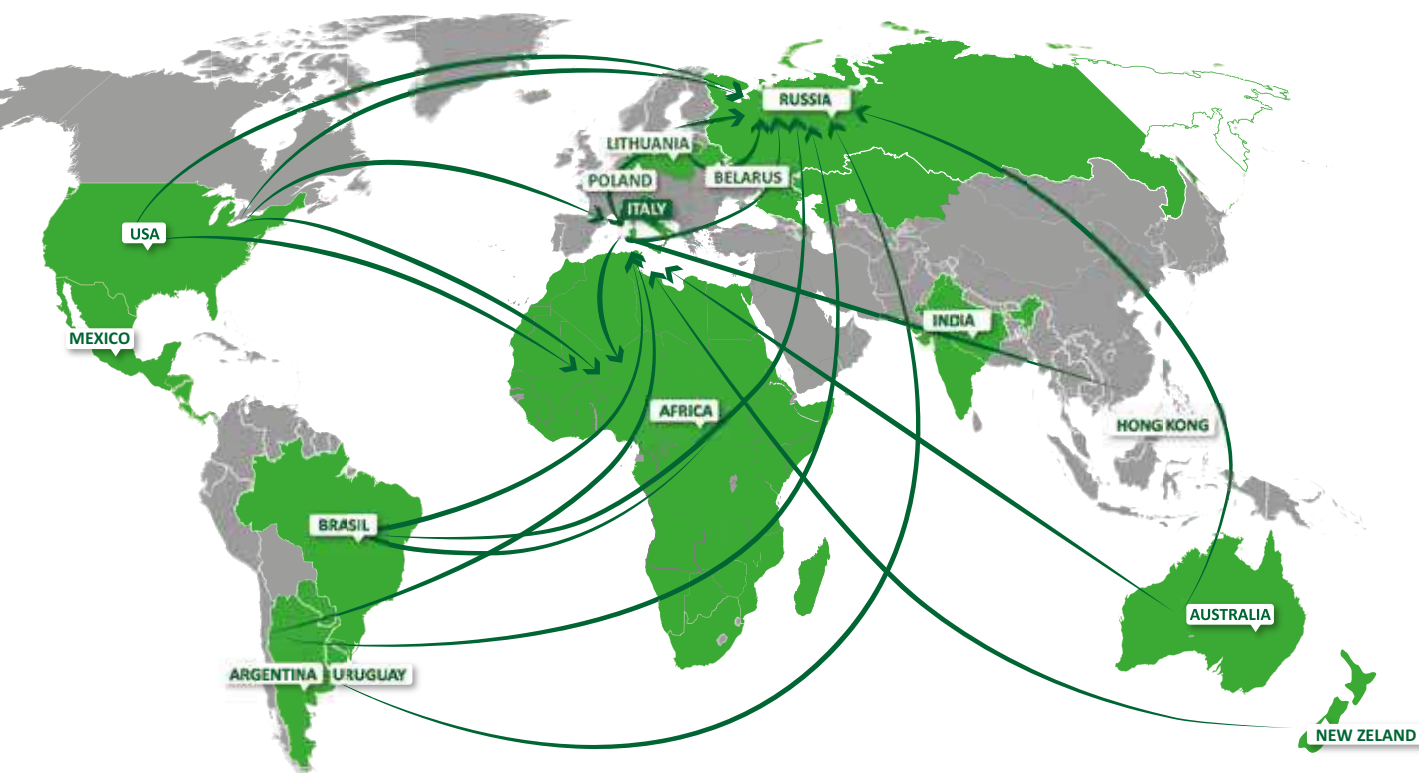 RUSSIA
LITHUANIA
POLAND
BELARUS
ITALY
USA
INDIA
MEXICO
AFRICA
HONG KONG
BRASIL
AUSTRALIA
ARGENTINA
URUGUAY
NEW ZELAND